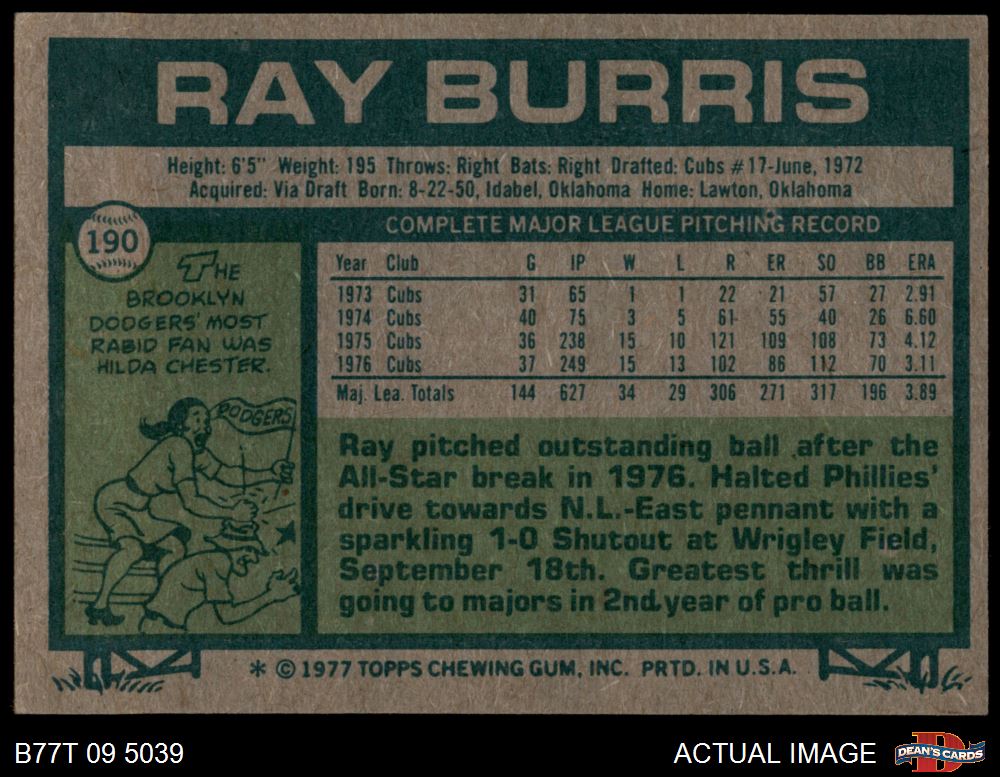 RAY BURRIS
Height: 6'5" Weight: 195 Throws: Right Bats: Right Drafted: Cubs #17-June, 1972
Acquired: Via Draft Born: 8-22-50, Idabel, Oklahoma Home: Lawton, Oklahoma
190
COMPLETE MAJOR LEAGUE PITCHING RECORD
THE
BROOKLYN
DODGERS' MOST
RABID FAN WAS
HILDA CHESTER.
DODGERS
Year Club G IP W L R ER SO BB ERA
1973 Cubs 31 65 1 1 22 21 57 27 2.91
1974 Cubs 40 75 3 5 61 55 40 26 6.60
1975 Cubs 36 238 15 10 121 109 108 73 4.12
1976 Cubs 37 249 15 13 102 86 112 70 3.11
Maj. Lea. Totals 144 627 34 29 306 271 317 196 3.89
Ray pitched outstanding ball after the
All-Star break in 1976. Halted Phillies'
drive towards N.L.-East pennant with a
sparkling 1-0 Shutout at Wrigley Field,
September 18th. Greatest thrill was
going to majors in 2nd year of pro ball.
* © 1977 TOPPS CHEWING GUM, INC. PRTD. IN U.S.A.
B77T 09 5039
ACTUAL IMAGE
D
DEAN'S CARDS